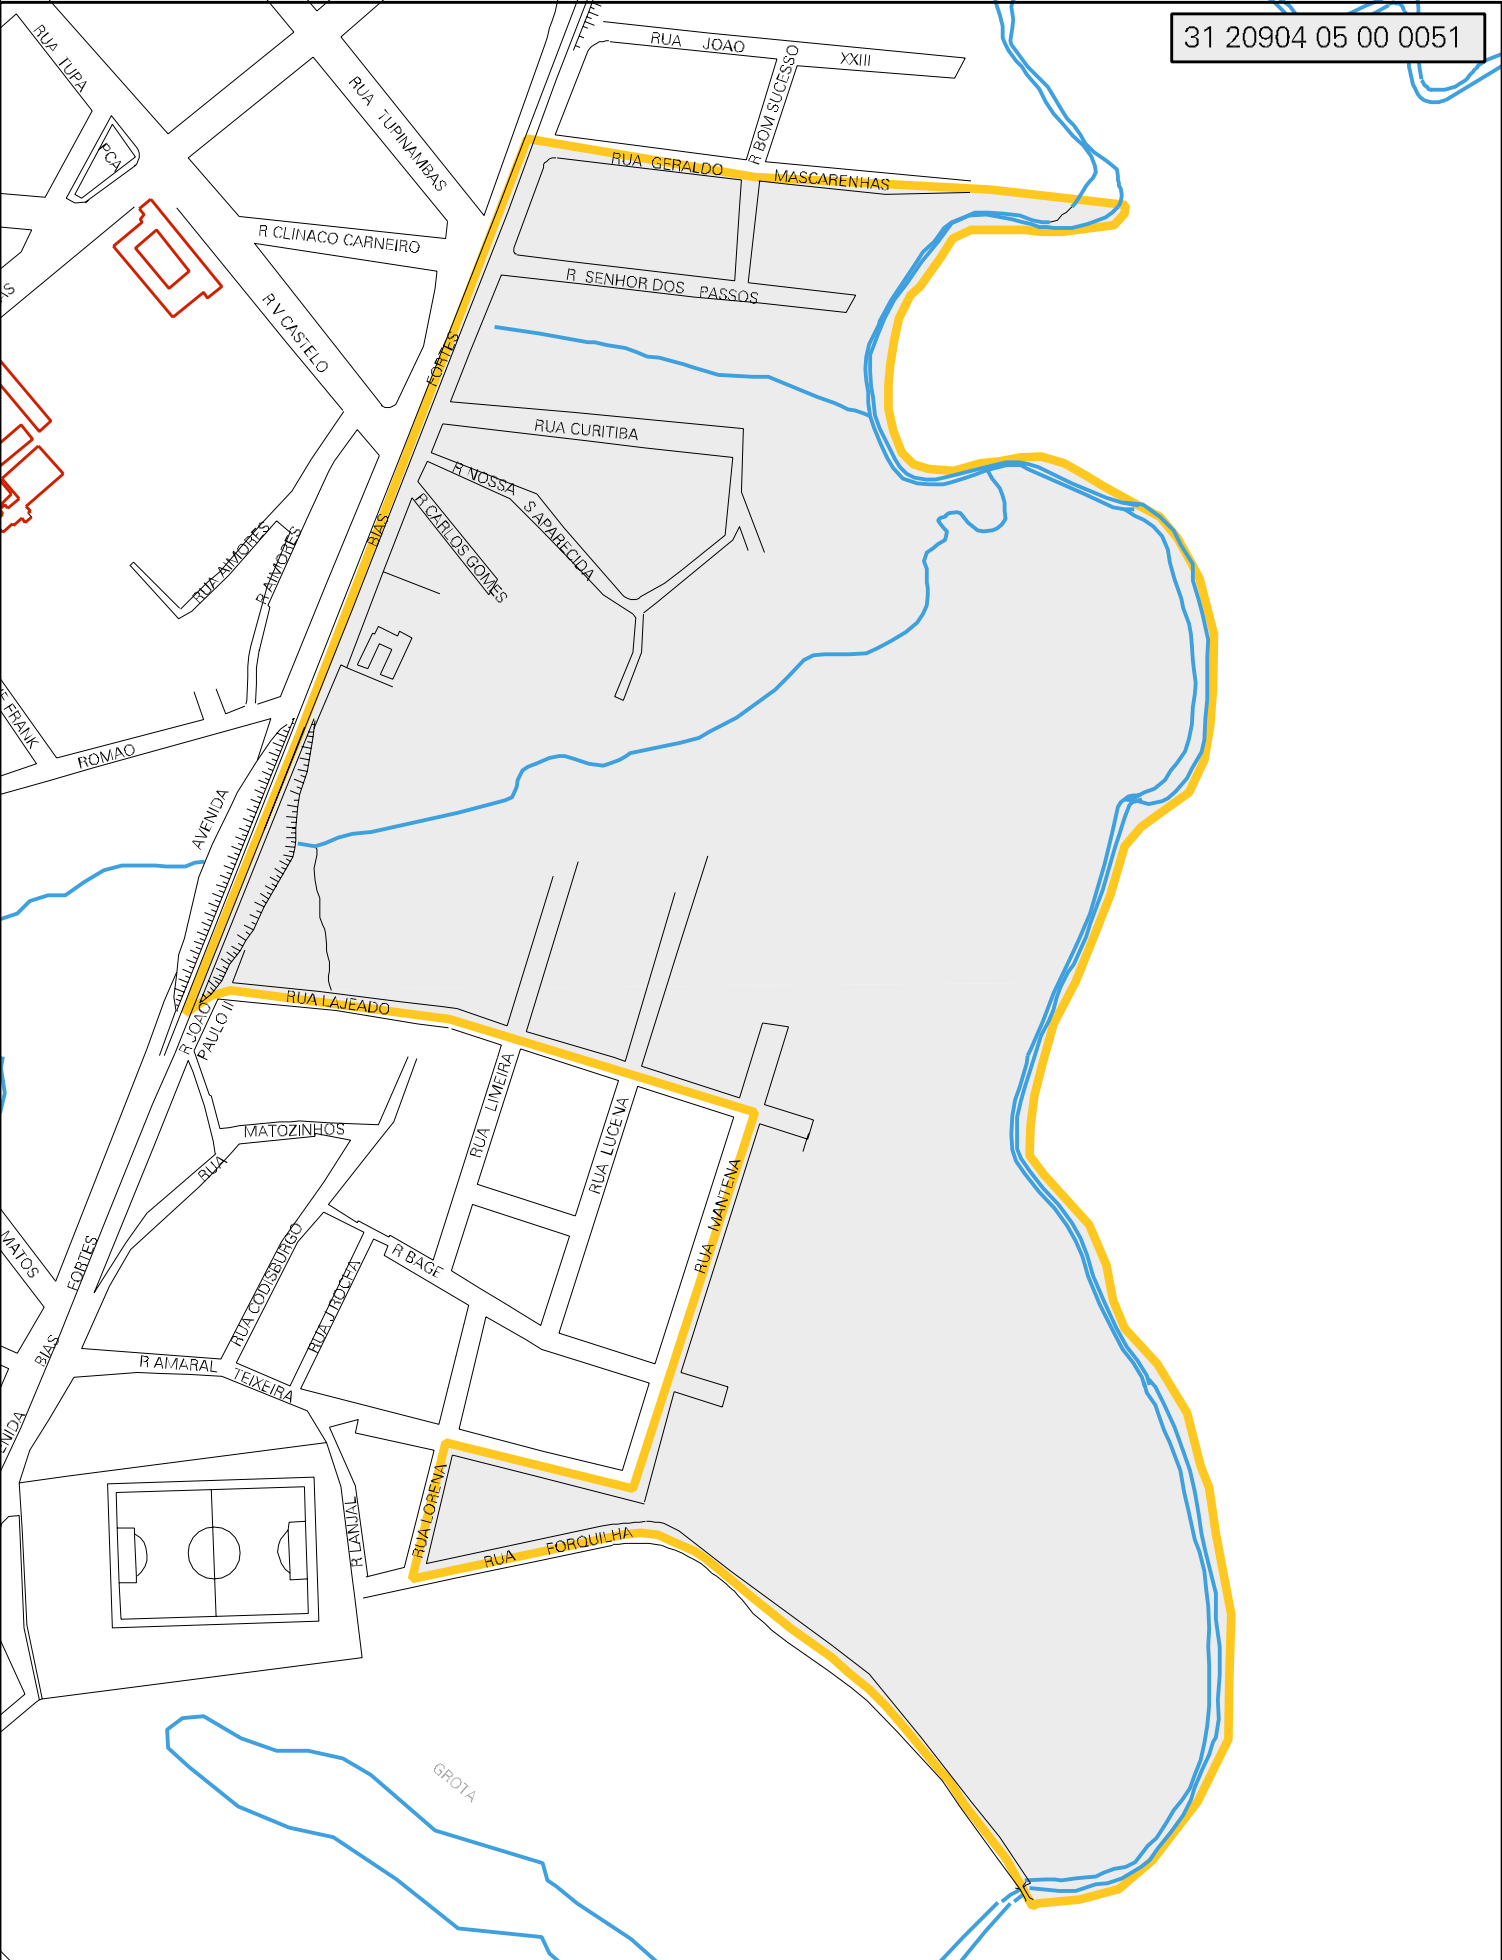 31 20904 05 00 0051
RUA TUPA
RUA JOAO XXIII
R BOM SUCESSO
RUA TUPINAMBAS
PCA
RUA GERALDO MASCARENHAS
R CLINACO CARNEIRO
R SENHOR DOS PASSOS
AS
R V CASTELO
FORTES
RUA CURITIBA
R NOSSA S APARECIDA
R CARLOS GOMES
BIAS
RUA AIMORES
R AIMORES
FRANK
ROMAO
AVENIDA
RUA LAJEADO
R JOAO
PAULO II
RUA LIMEIRA
RUA LUCENA
RUA MATOZINHOS
RUA MANTENA
MATOS
FORTES
RUA CODISBURGO
R BAGE
RUA J ROCHA
BIAS
R AMARAL TEIXEIRA
ENIDA
RUA LORENA
R LANJAL
RUA FORQUILHA
GROTA